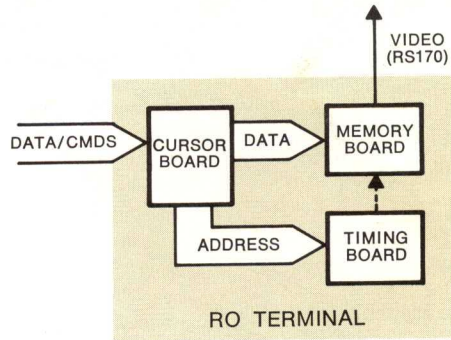 VIDEO
(RS170)
DATA/CMDS
CURSOR
BOARD
DATA
MEMORY
BOARD
ADDRESS
TIMING
BOARD
RO TERMINAL